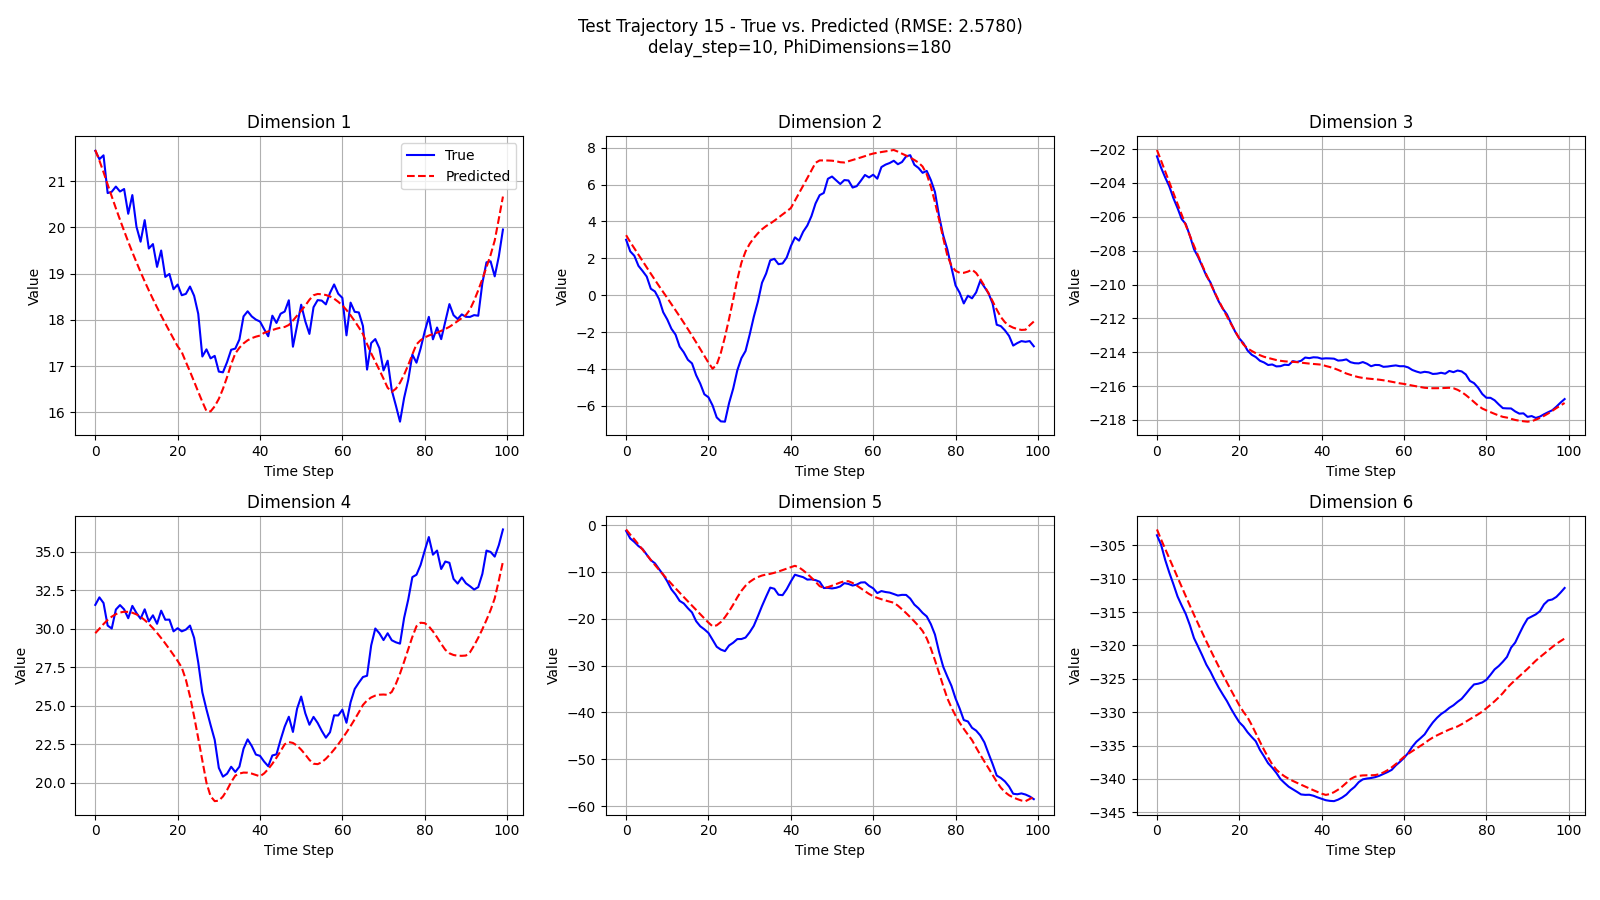 Test Trajectory 15 - True vs. Predicted (RMSE: 2.5780)
delay_step=10, PhiDimensions=180
Dimension 1
True
Predicted
Value
21
20
19
18
17
16
0 20 40 60 80 100
Time Step
Dimension 2
Value
8
6
4
2
0
−2
−4
−6
0 20 40 60 80 100
Time Step
Dimension 3
Value
−202
−204
−206
−208
−210
−212
−214
−216
−218
0 20 40 60 80 100
Time Step
Dimension 4
Value
35.0
32.5
30.0
27.5
25.0
22.5
20.0
0 20 40 60 80 100
Time Step
Dimension 5
Value
0
−10
−20
−30
−40
−50
−60
0 20 40 60 80 100
Time Step
Dimension 6
Value
−305
−310
−315
−320
−325
−330
−335
−340
−345
0 20 40 60 80 100
Time Step